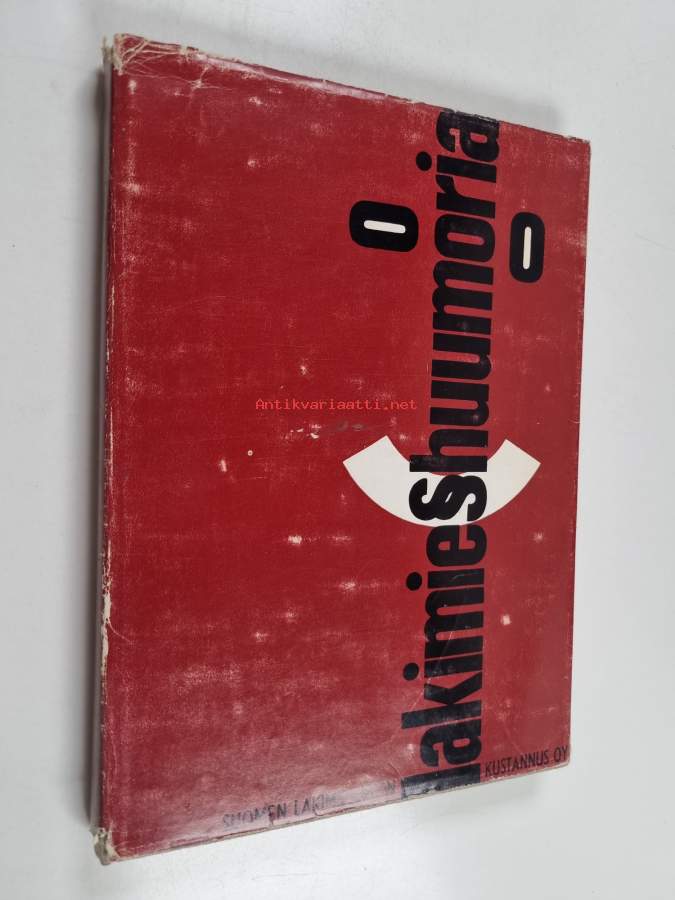 lakimieshuumoria
SUOMEN
KUSTANNUS OY
Antikvariaatti.net